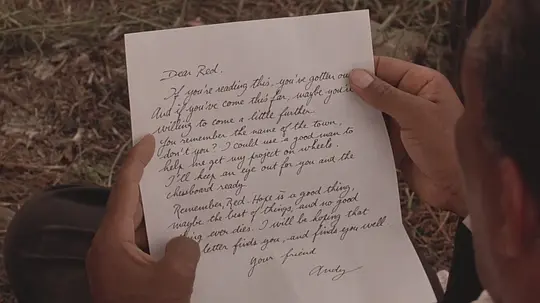 Dear Red.
If you're reading this, you've gotten ou
And if you've come this far, maybe you're
willing to come a little further.
You remember the name of the town,
don't you? I could use a good man to
help me get my project on wheels.
I'll keep an eye out for you and the
chessboard ready.
Remember, Red. Hope is a good thing,
maybe the best of things, and no good
thing ever dies. I will be hoping that
letter finds you, and finds you well
Your friend
Andy